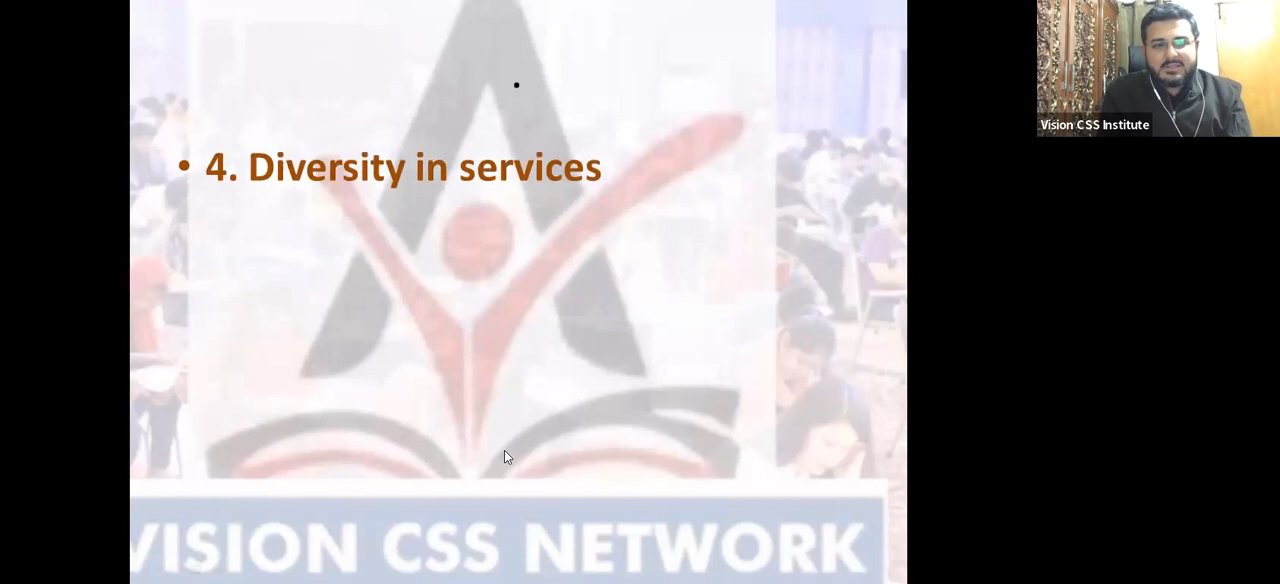 • 4. Diversity in services
VISION CSS NETWORK
Vision CSS Institute